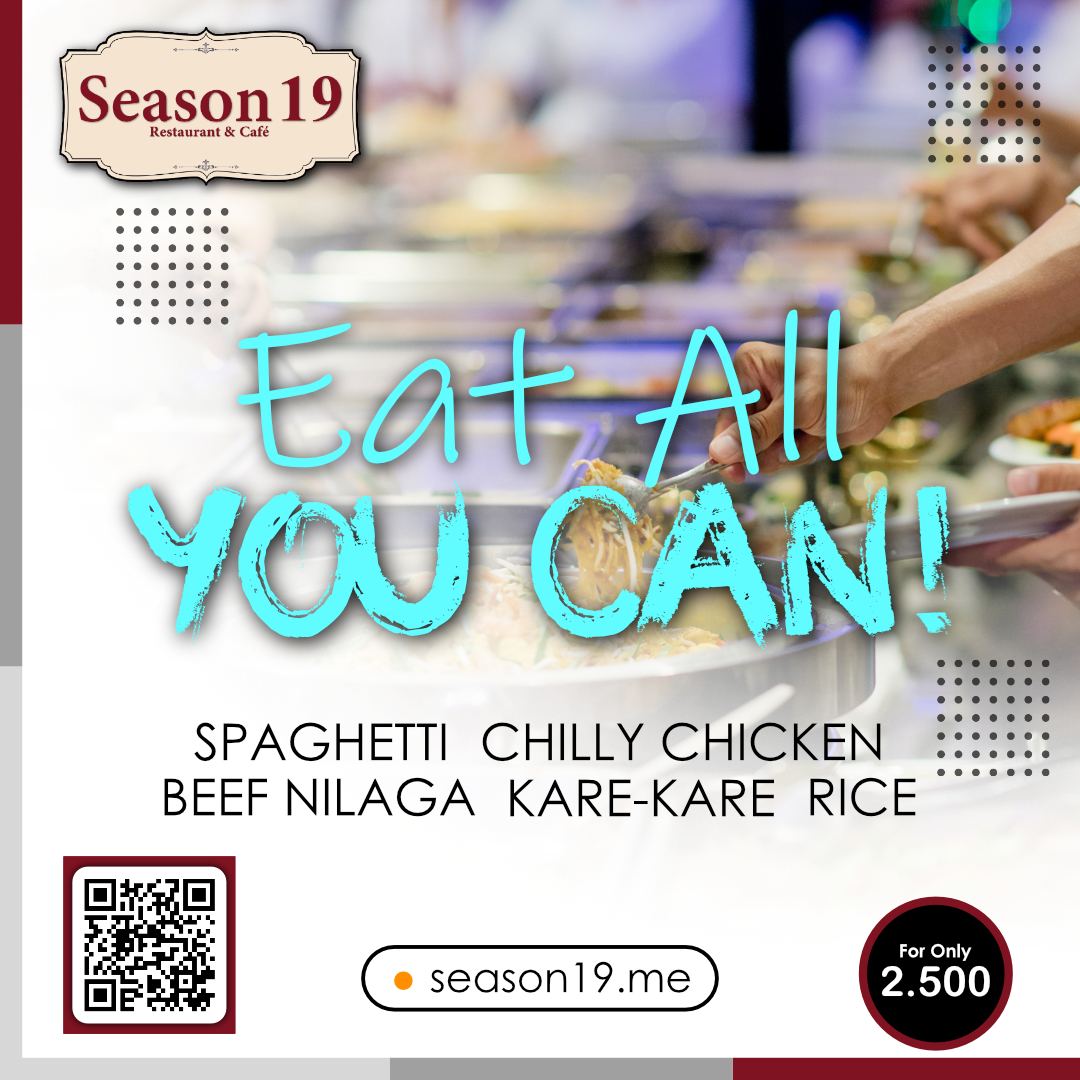 Season 19
Restaurant & Café
Eat All
YOU CAN!
SPAGHETTI CHILLY CHICKEN
BEEF NILAGA KARE-KARE RICE
season19.me
For Only
2.500